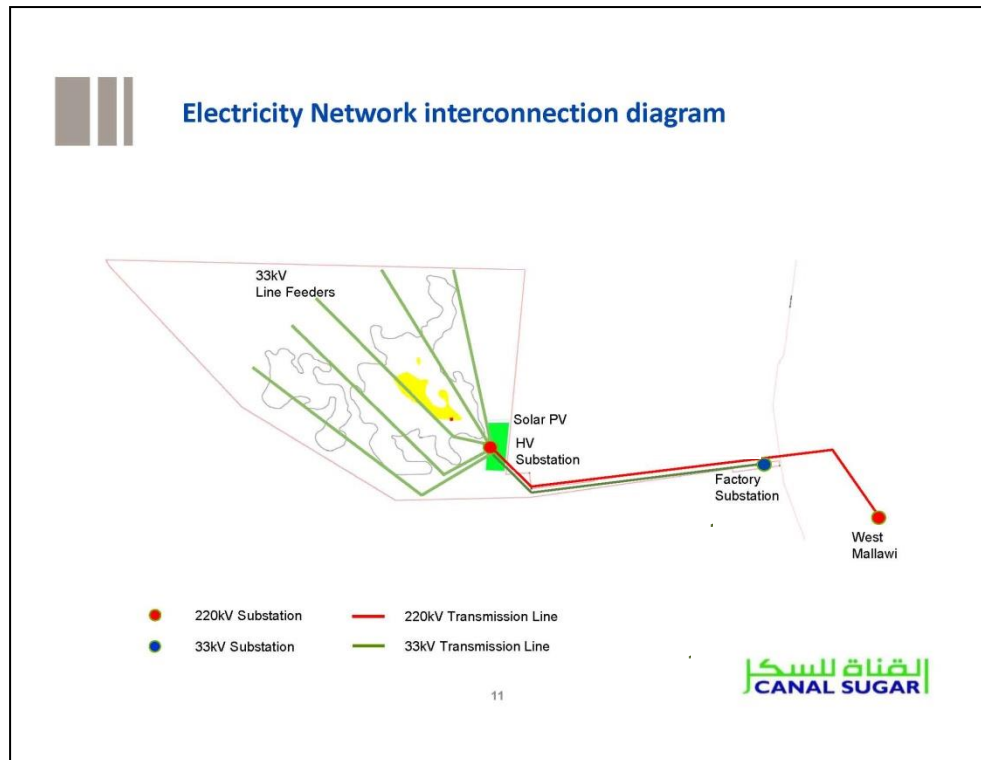 Electricity Network interconnection diagram
33kV
Line Feeders
Solar PV
HV
Substation
Factory
Substation
West
Mallawi
220kV Substation
220kV Transmission Line
33kV Substation
33kV Transmission Line
11
القناة للسكر
CANAL SUGAR